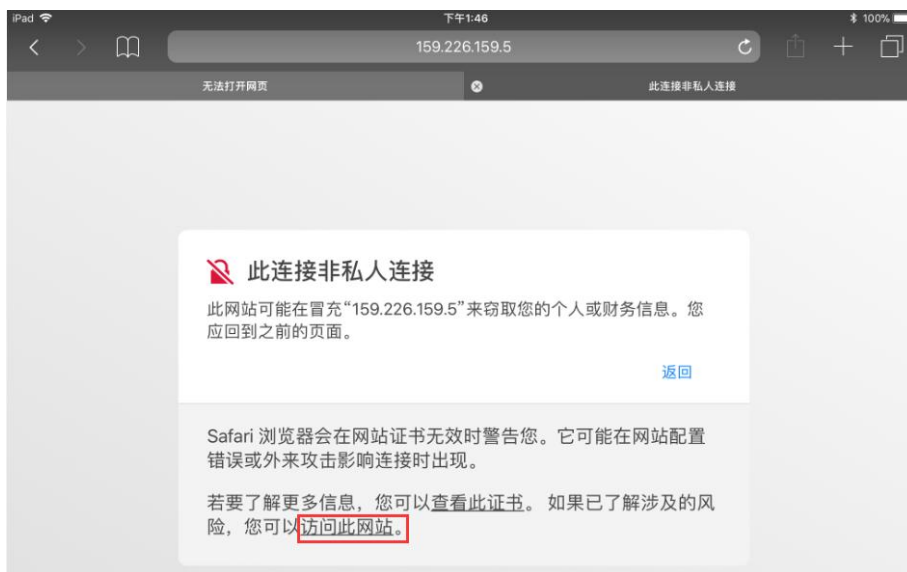 iPad 下午1:46 100%
159.226.159.5
无法打开网页 此连接非私人连接
此连接非私人连接
此网站可能在冒充“159.226.159.5”来窃取您的个人或财务信息。您
应回到之前的页面。
返回
Safari 浏览器会在网站证书无效时警告您。它可能在网站配置
错误或外来攻击影响连接时出现。
若要了解更多信息，您可以查看此证书。 如果已了解涉及的风
险，您可以访问此网站。